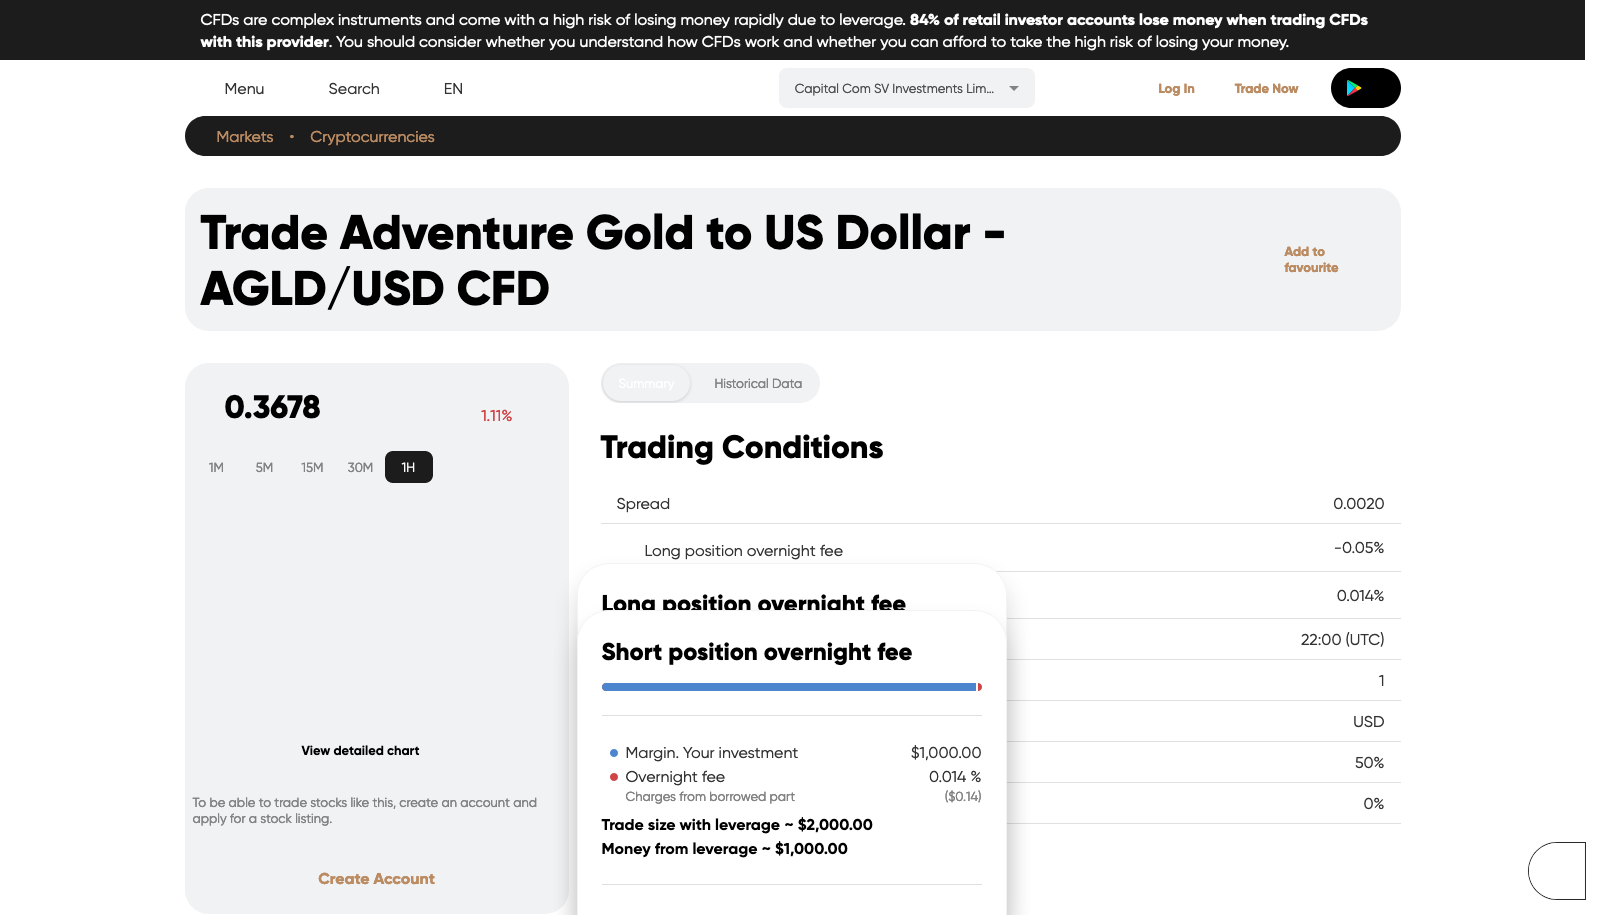 CFDs are complex instruments and come with a high risk of losing money rapidly due to leverage. 84% of retail investor accounts lose money when trading CFDs
with this provider. You should consider whether you understand how CFDs work and whether you can afford to take the high risk of losing your money.
Menu
Search
EN
Capital Com SV Investments Lim...
Log In
Trade Now
Markets • Cryptocurrencies
Trade Adventure Gold to US Dollar -
AGLD/USD CFD
Add to
favourite
0.3678
1.11%
1M
5M
15M
30M
1H
View detailed chart
To be able to trade stocks like this, create an account and
apply for a stock listing.
Create Account
Summary
Historical Data
Trading Conditions
Spread 0.0020
Long position overnight fee -0.05%
0.014%
22:00 (UTC)
1
USD
50%
0%
Long position overnight fee
Short position overnight fee
Margin. Your investment $1,000.00
Overnight fee 0.014 %
Charges from borrowed part ($0.14)
Trade size with leverage ~ $2,000.00
Money from leverage ~ $1,000.00